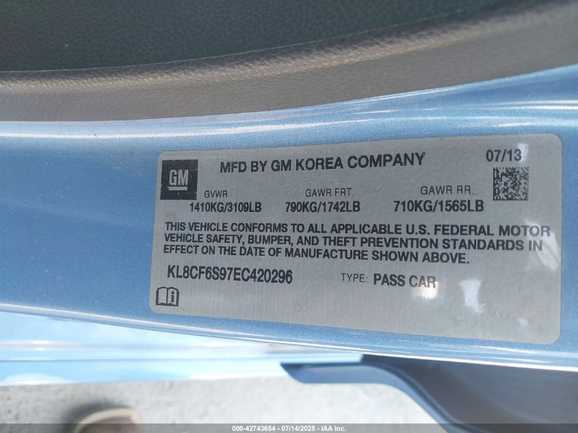 GM
MFD BY GM KOREA COMPANY 07/13
GVWR GAWR FRT. GAWR RR.
1410KG/3109LB 790KG/1742LB 710KG/1565LB
THIS VEHICLE CONFORMS TO ALL APPLICABLE U.S. FEDERAL MOTOR
VEHICLE SAFETY, BUMPER, AND THEFT PREVENTION STANDARDS IN
EFFECT ON THE DATE OF MANUFACTURE SHOWN ABOVE.
KL8CF6S97EC420296 TYPE: PASS CAR
000-42743654 - 07/14/2025 - IAA Inc.